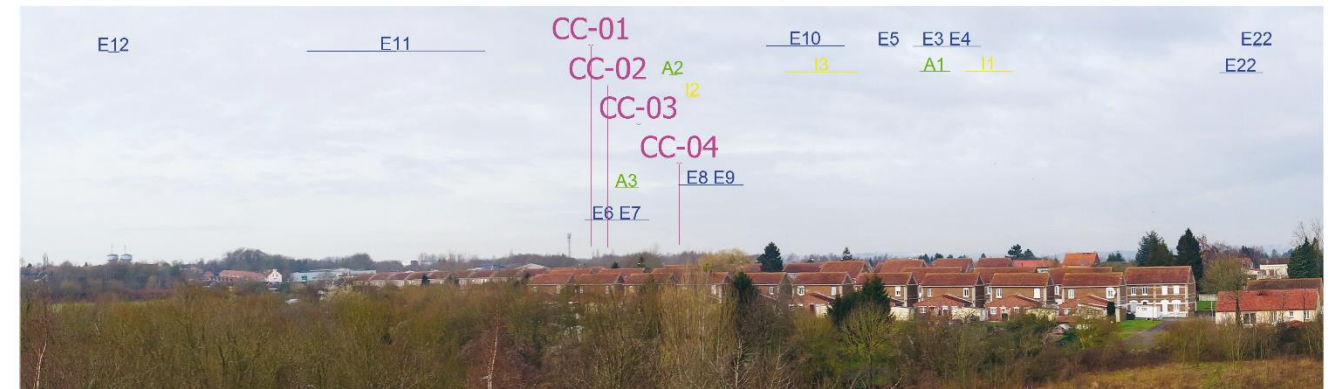 CC-01
E12 E11 E10 E5 E3 E4 E22
CC-02 A2 I3 A1 I1 E22
I2
CC-03
CC-04
A3 E8 E9
E6 E7